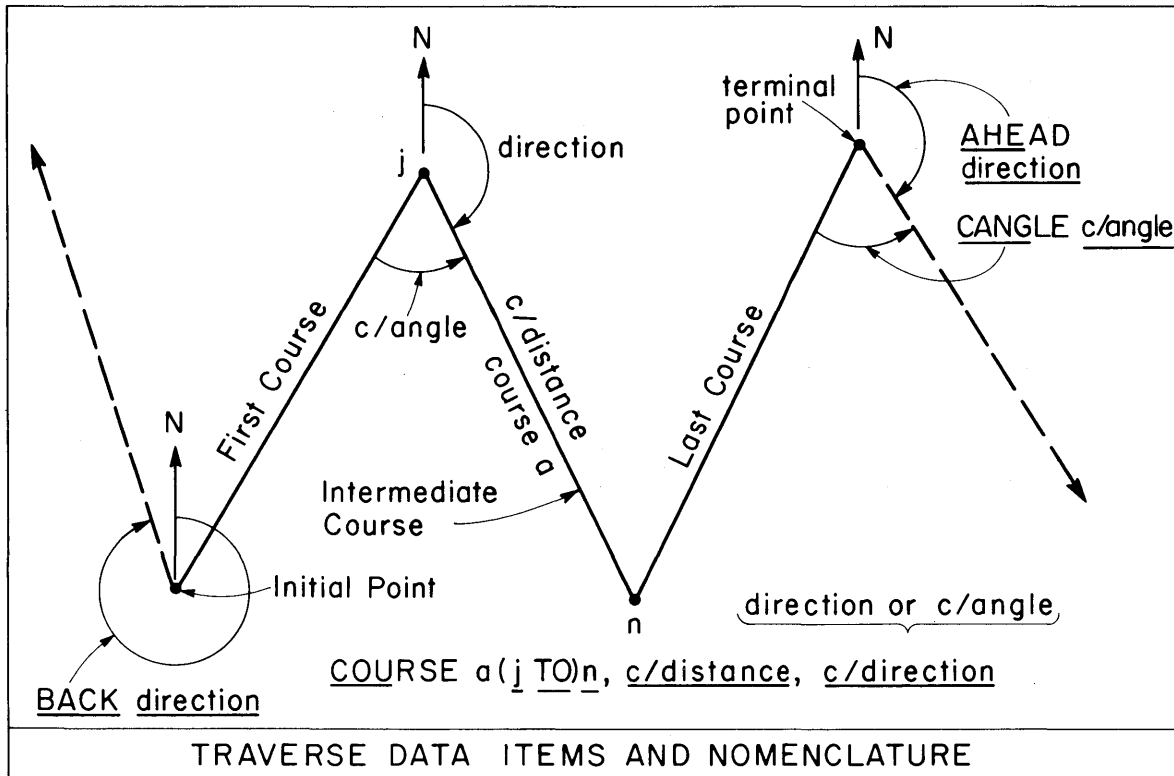 N
N
terminal
point
j
direction
AHEAD
direction
CANGLE c/angle
c/angle
First Course
c/distance
course a
Last Course
N
Intermediate
Course
Initial Point
n
direction or c/angle
COURSE a(j TO)n, c/distance, c/direction
BACK direction
TRAVERSE DATA ITEMS AND NOMENCLATURE